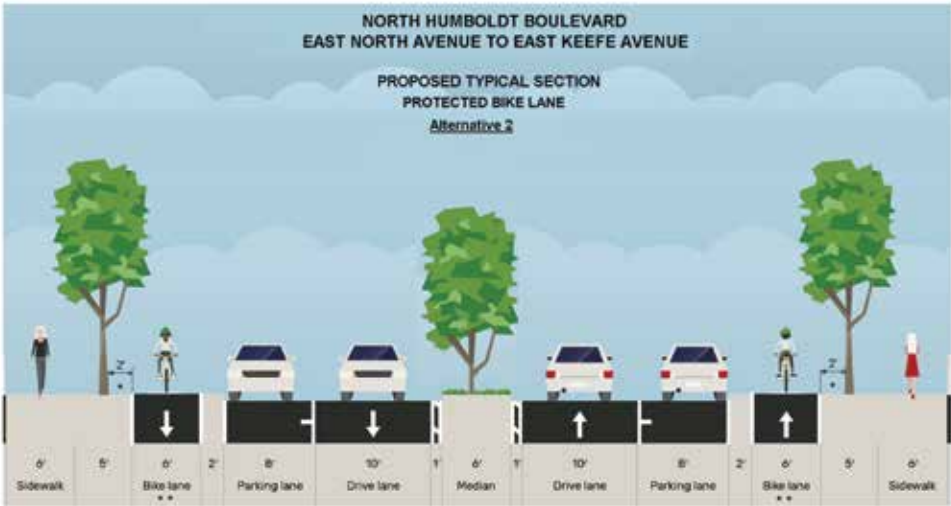 NORTH HUMBOLDT BOULEVARD
EAST NORTH AVENUE TO EAST KEEFE AVENUE
PROPOSED TYPICAL SECTION
PROTECTED BIKE LANE
Alternative 2
2' 2'
* *
6' 5' 6' 2' 8' 10' 1' 6' 1' 10' 8' 2' 6' 5' 6'
Sidewalk Bike lane Parking lane Drive lane Median Drive lane Parking lane Bike lane Sidewalk
** **